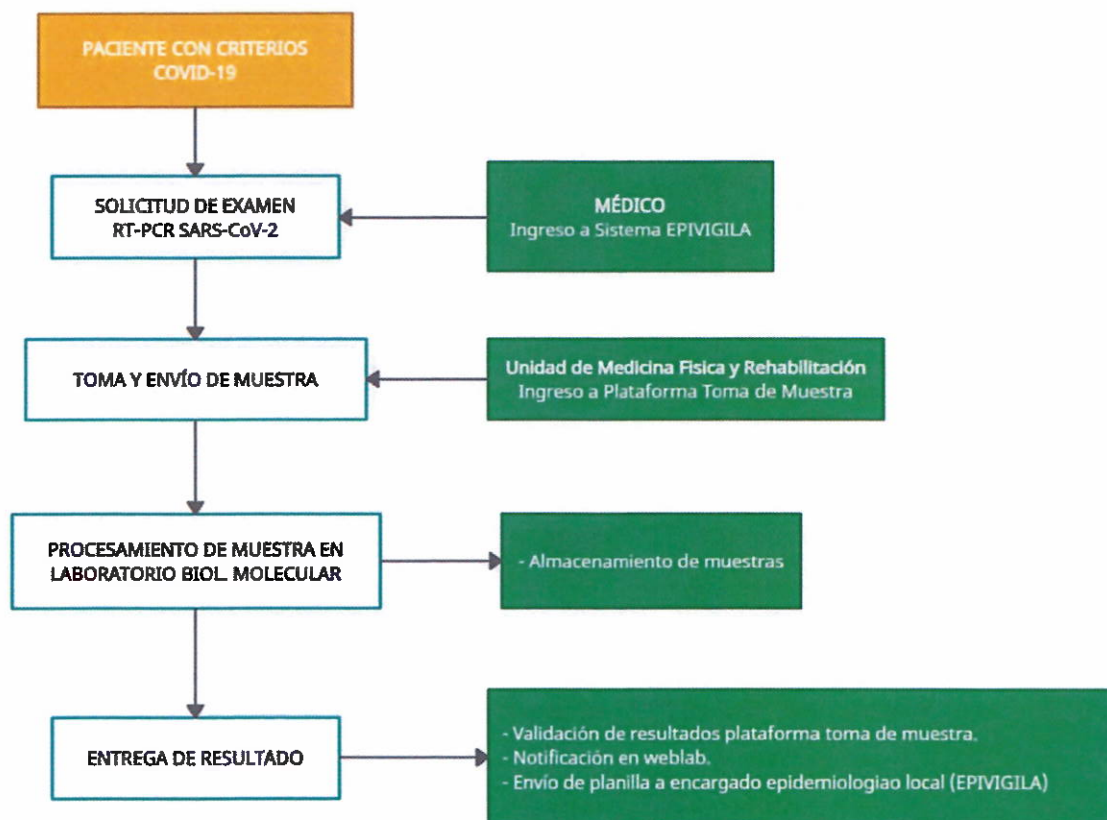 PACIENTE CON CRITERIOS
COVID-19
SOLICITUD DE EXAMEN
RT-PCR SARS-CoV-2
MÉDICO
Ingreso a Sistema EPIVIGILA
TOMA Y ENVÍO DE MUESTRA
Unidad de Medicina Fisica y Rehabilitación
Ingreso a Plataforma Toma de Muestra
PROCESAMIENTO DE MUESTRA EN
LABORATORIO BIOL. MOLECULAR
- Almacenamiento de muestras
ENTREGA DE RESULTADO
- Validación de resultados plataforma toma de muestra.
- Notificación en weblab.
- Envío de planilla a encargado epidemiologiao local (EPIVIGILA)